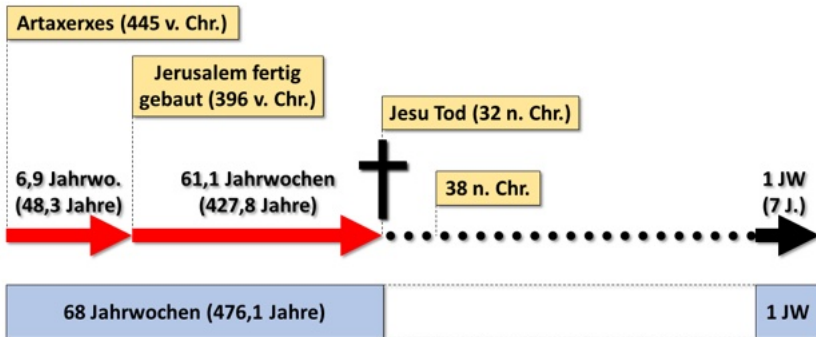 Artaxerxes (445 v. Chr.)
Jerusalem fertig
gebaut (396 v. Chr.)
Jesu Tod (32 n. Chr.)
6,9 Jahrwo.
(48,3 Jahre)
61,1 Jahrwochen
(427,8 Jahre)
38 n. Chr.
1 JW
(7 J.)
68 Jahrwochen (476,1 Jahre)
1 JW